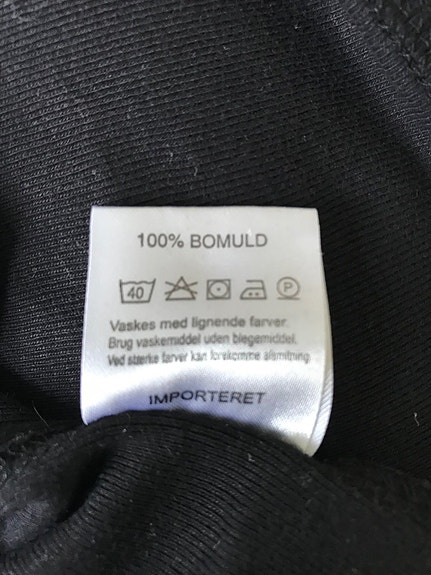 100% BOMULD
40 P
Vaskes med lignende farver.
Brug vaskemiddel uden blegemiddel.
Ved stærke farver kan forekomme afsmitning.
IMPORTERET